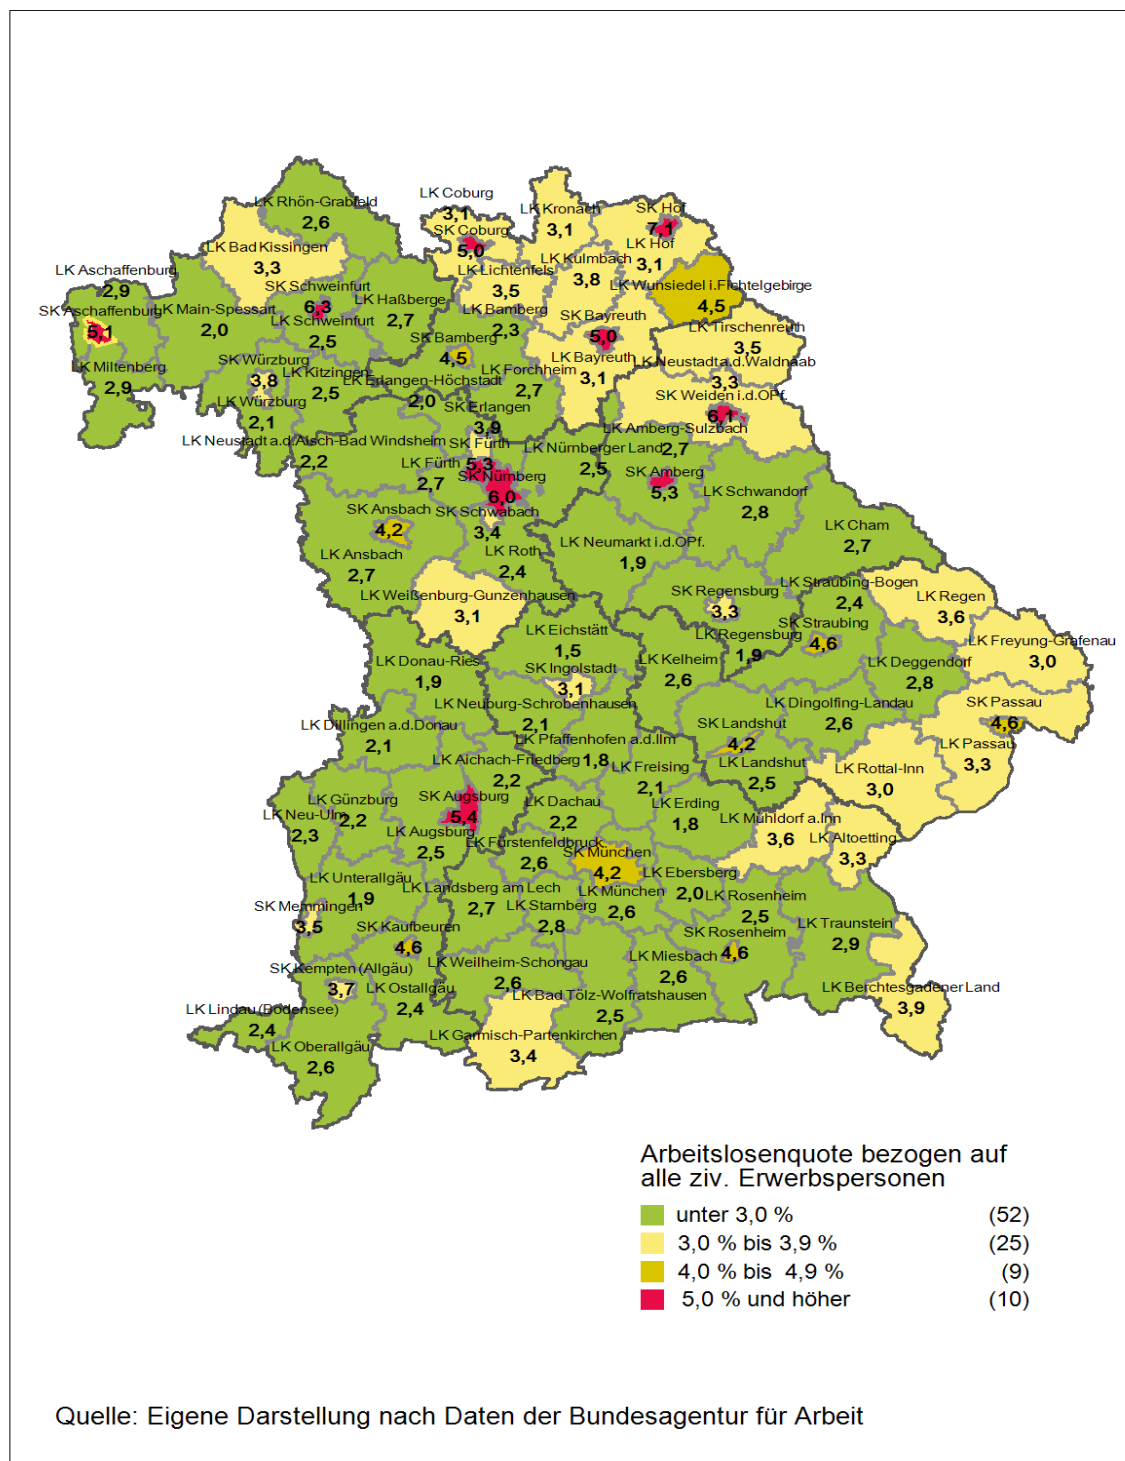 LK Rhön-Grabfeld
2,6
LK Coburg
3,1
SK Coburg
5,0
LK Kronach
3,1
SK Hof
7,1
LK Hof
3,1
LK Bad Kissingen
3,3
LK Kulmbach
3,8
LK Lichtenfels
3,5
LK Wunsiedel i.Fichtelgebirge
4,5
LK Aschaffenburg
2,9
SK Aschaffenburg
5,1
LK Main-Spessart
2,0
SK Schweinfurt
6,3
LK Schweinfurt
2,5
LK Haßberge
2,7
LK Bamberg
2,3
SK Bamberg
4,5
SK Bayreuth
5,0
LK Bayreuth
3,1
LK Tirschenreuth
3,5
LK Neustadt a.d.Waldnaab
3,3
SK Weiden i.d.OPf.
6,1
LK Miltenberg
2,9
SK Würzburg
3,8
LK Kitzingen
2,5
LK Würzburg
2,1
LK Erlangen-Höchstadt
2,0
LK Forchheim
2,7
SK Erlangen
3,9
LK Neustadt a.d.Aisch-Bad Windsheim
2,2
SK Fürth
5,3
LK Fürth
2,7
SK Nürnberg
6,0
LK Nürnberger Land
2,5
LK Amberg-Sulzbach
2,7
SK Amberg
5,3
LK Schwandorf
2,8
SK Ansbach
4,2
SK Schwabach
3,4
LK Cham
2,7
LK Ansbach
2,7
LK Roth
2,4
LK Neumarkt i.d.OPf.
1,9
LK Weißenburg-Gunzenhausen
3,1
SK Regensburg
3,3
LK Regensburg
1,9
LK Straubing-Bogen
2,4
SK Straubing
4,6
LK Regen
3,6
LK Freyung-Grafenau
3,0
LK Deggendorf
2,8
LK Eichstätt
1,5
SK Ingolstadt
3,1
LK Kelheim
2,6
LK Donau-Ries
1,9
LK Neuburg-Schrobenhausen
2,1
LK Dingolfing-Landau
2,6
SK Passau
4,6
LK Passau
3,3
LK Dillingen a.d.Donau
2,1
LK Pfaffenhofen a.d.Ilm
1,8
SK Landshut
4,2
LK Landshut
2,5
LK Rottal-Inn
3,0
LK Aichach-Friedberg
2,2
LK Freising
2,1
LK Günzburg
2,2
LK Neu-Ulm
2,3
SK Augsburg
5,4
LK Augsburg
2,5
LK Dachau
2,2
LK Erding
1,8
LK Mühldorf a.Inn
3,6
LK Altoetting
3,3
LK Fürstenfeldbruck
2,6
SK München
4,2
LK München
2,6
LK Ebersberg
2,0
LK Unterallgäu
1,9
LK Landsberg am Lech
2,7
LK Starnberg
2,8
LK Rosenheim
2,5
SK Rosenheim
4,6
LK Traunstein
2,9
SK Memmingen
3,5
SK Kaufbeuren
4,6
LK Miesbach
2,6
SK Kempten (Allgäu)
3,7
LK Ostallgäu
2,4
LK Weilheim-Schongau
2,6
LK Bad Tölz-Wolfratshausen
2,5
LK Berchtesgadener Land
3,9
LK Lindau (Bodensee)
2,4
LK Oberallgäu
2,6
LK Garmisch-Partenkirchen
3,4
Arbeitslosenquote bezogen auf
alle ziv. Erwerbspersonen
unter 3,0 % (52)
3,0 % bis 3,9 % (25)
4,0 % bis 4,9 % (9)
5,0 % und höher (10)
Quelle: Eigene Darstellung nach Daten der Bundesagentur für Arbeit